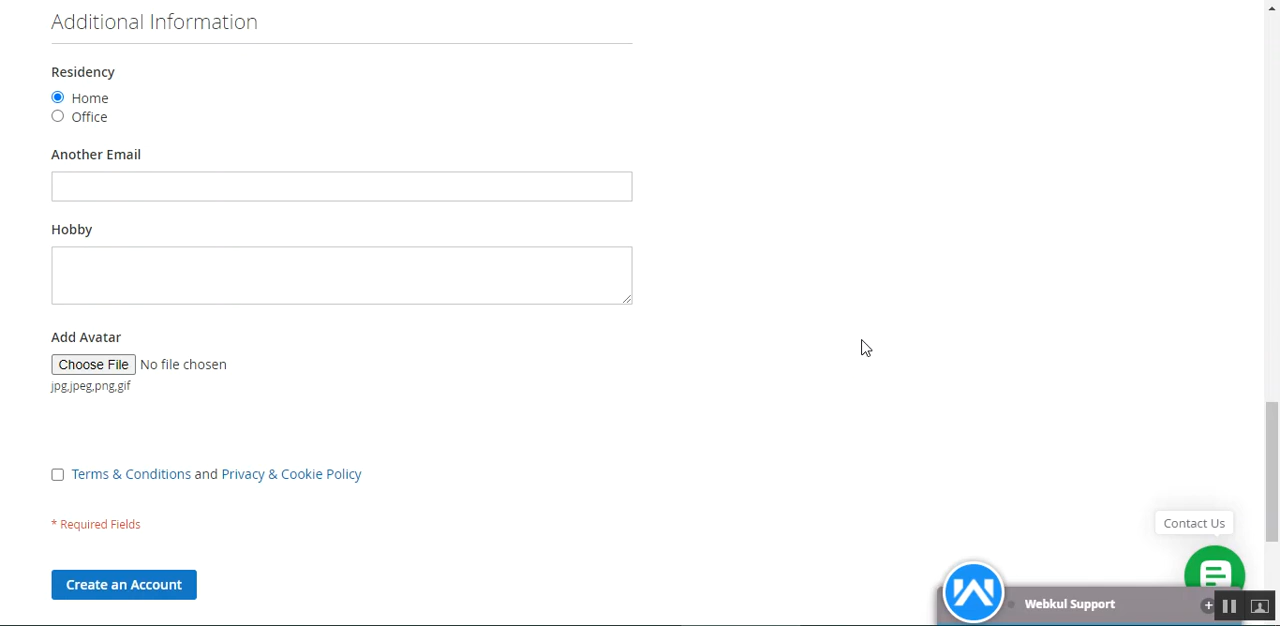 Additional Information
Residency
Home
Office
Another Email
Hobby
Add Avatar
Choose File No file chosen
jpg,jpeg,png,gif
Terms & Conditions and Privacy & Cookie Policy
* Required Fields
Contact Us
Create an Account
Webkul Support